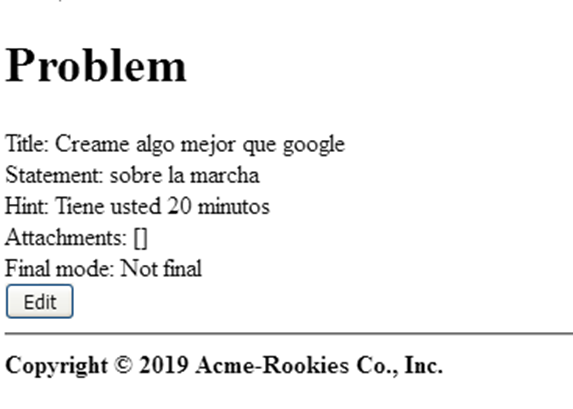 Problem
Title: Creame algo mejor que google
Statement: sobre la marcha
Hint: Tiene usted 20 minutos
Attachments: []
Final mode: Not final
Edit
Copyright © 2019 Acme-Rookies Co., Inc.